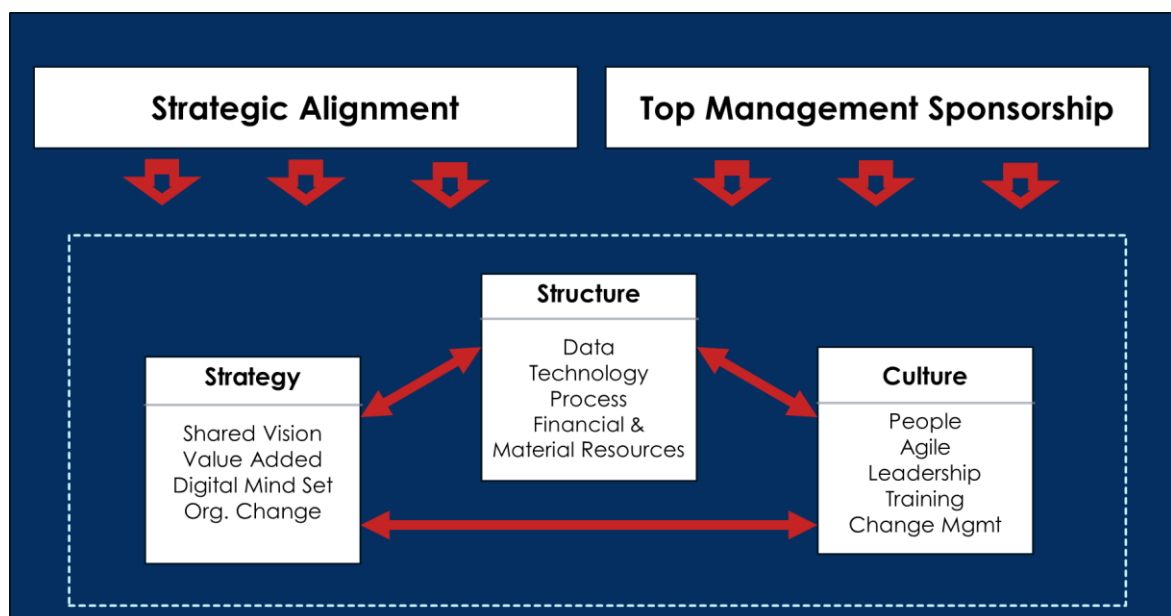 Strategic Alignment
Top Management Sponsorship
Structure
Data
Technology
Process
Financial &
Material Resources
Strategy
Shared Vision
Value Added
Digital Mind Set
Org. Change
Culture
People
Agile
Leadership
Training
Change Mgmt